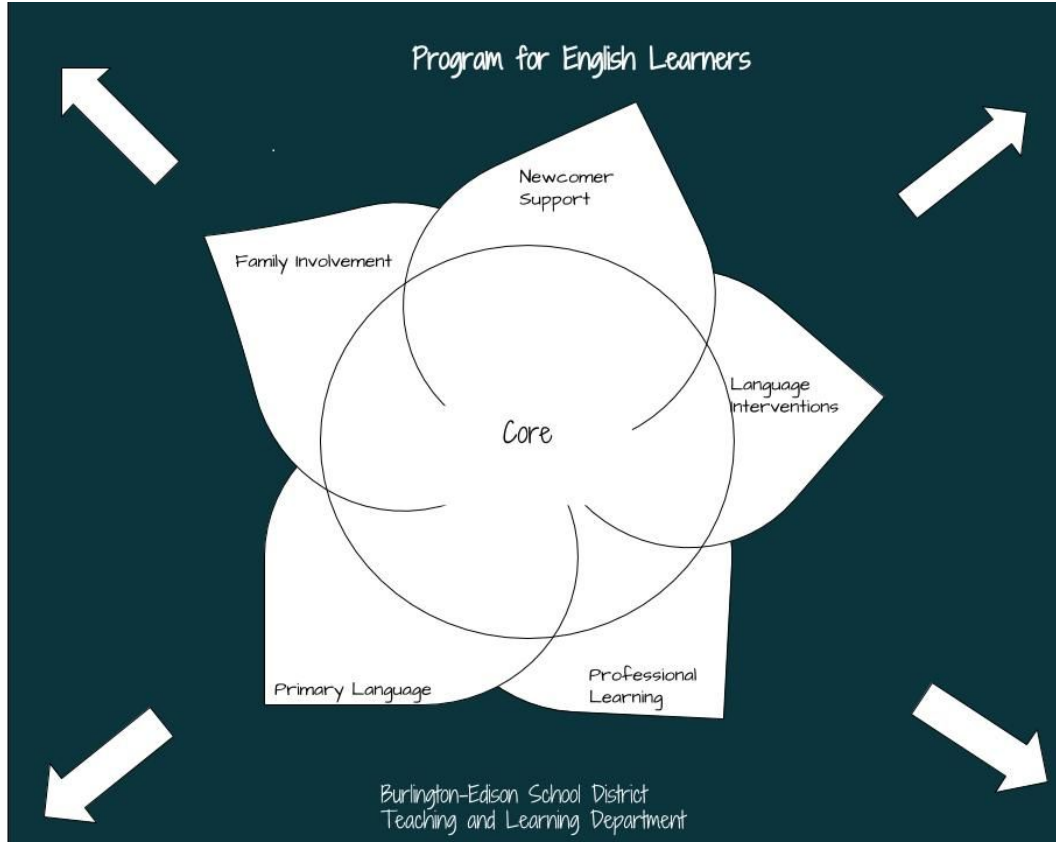 Program for English Learners
Newcomer
Support
Family Involvement
Language
Interventions
Core
Primary Language
Professional
Learning
Burlington-Edison School District
Teaching and Learning Department